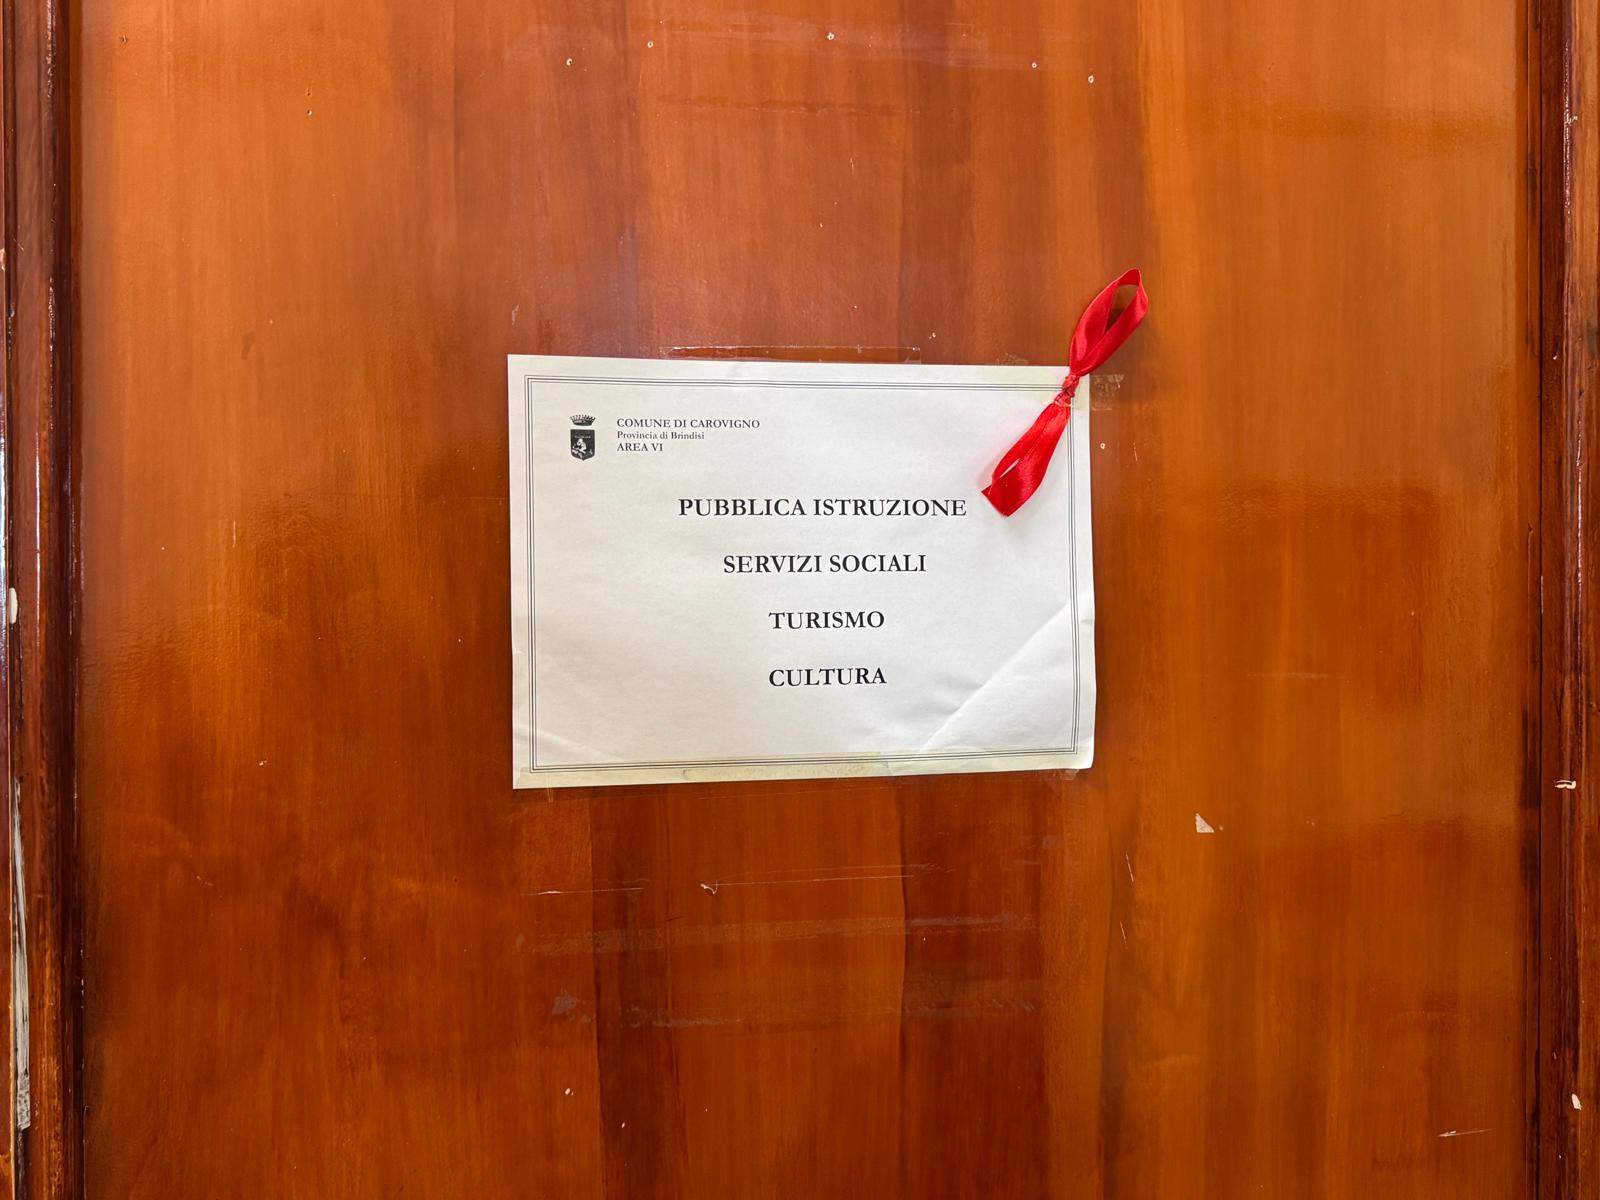 COMUNE DI CAROVIGNO
Provincia di Brindisi
AREA VI
PUBBLICA ISTRUZIONE
SERVIZI SOCIALI
TURISMO
CULTURA